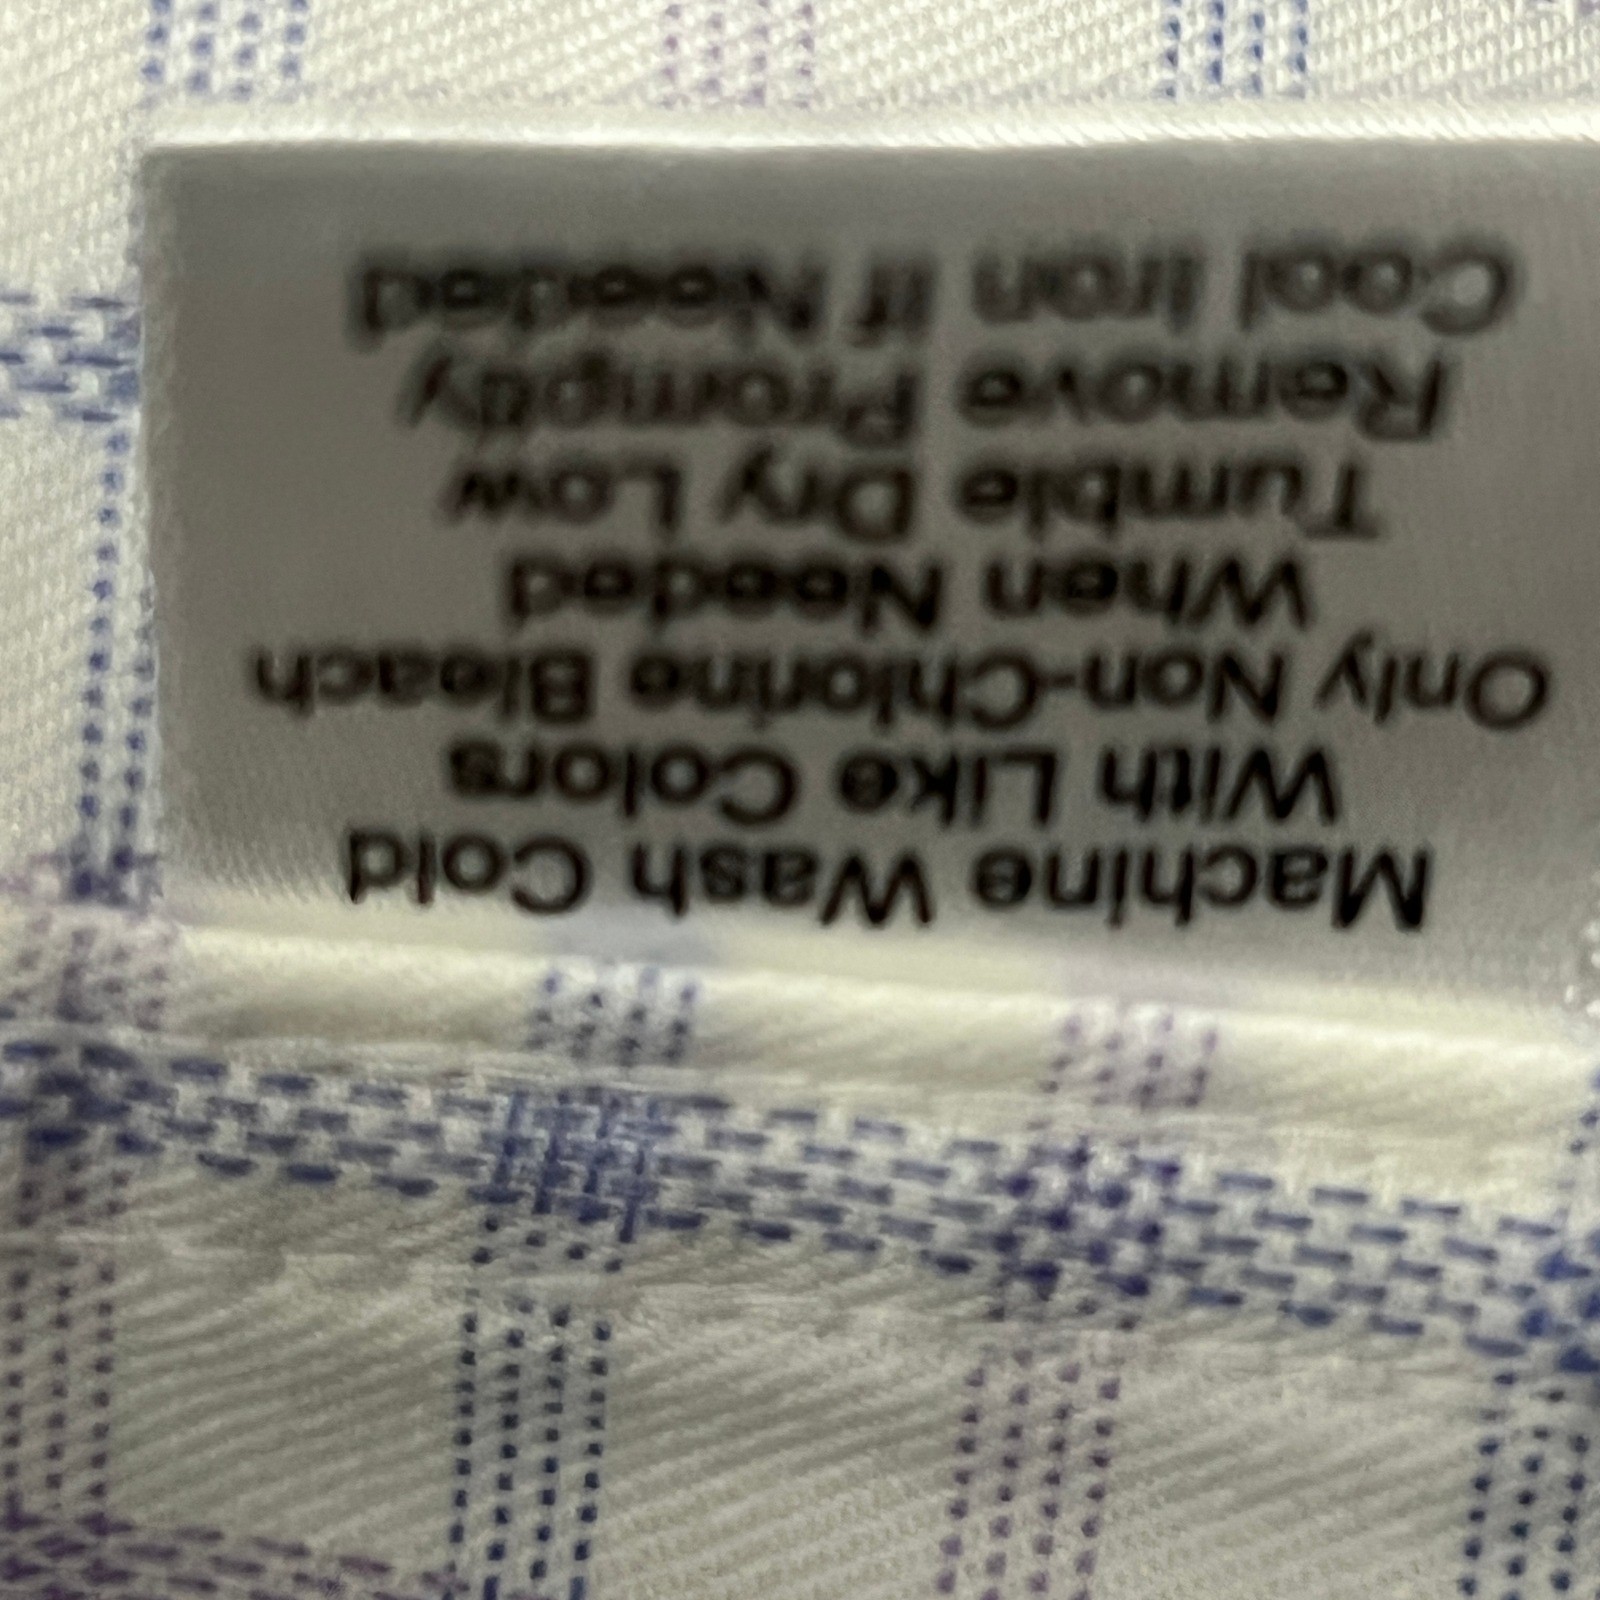 Machine Wash Cold
With Like Colors
Only Non-Chlorine Bleach
When Needed
Tumble Dry Low
Remove Promptly
Cool Iron If Needed